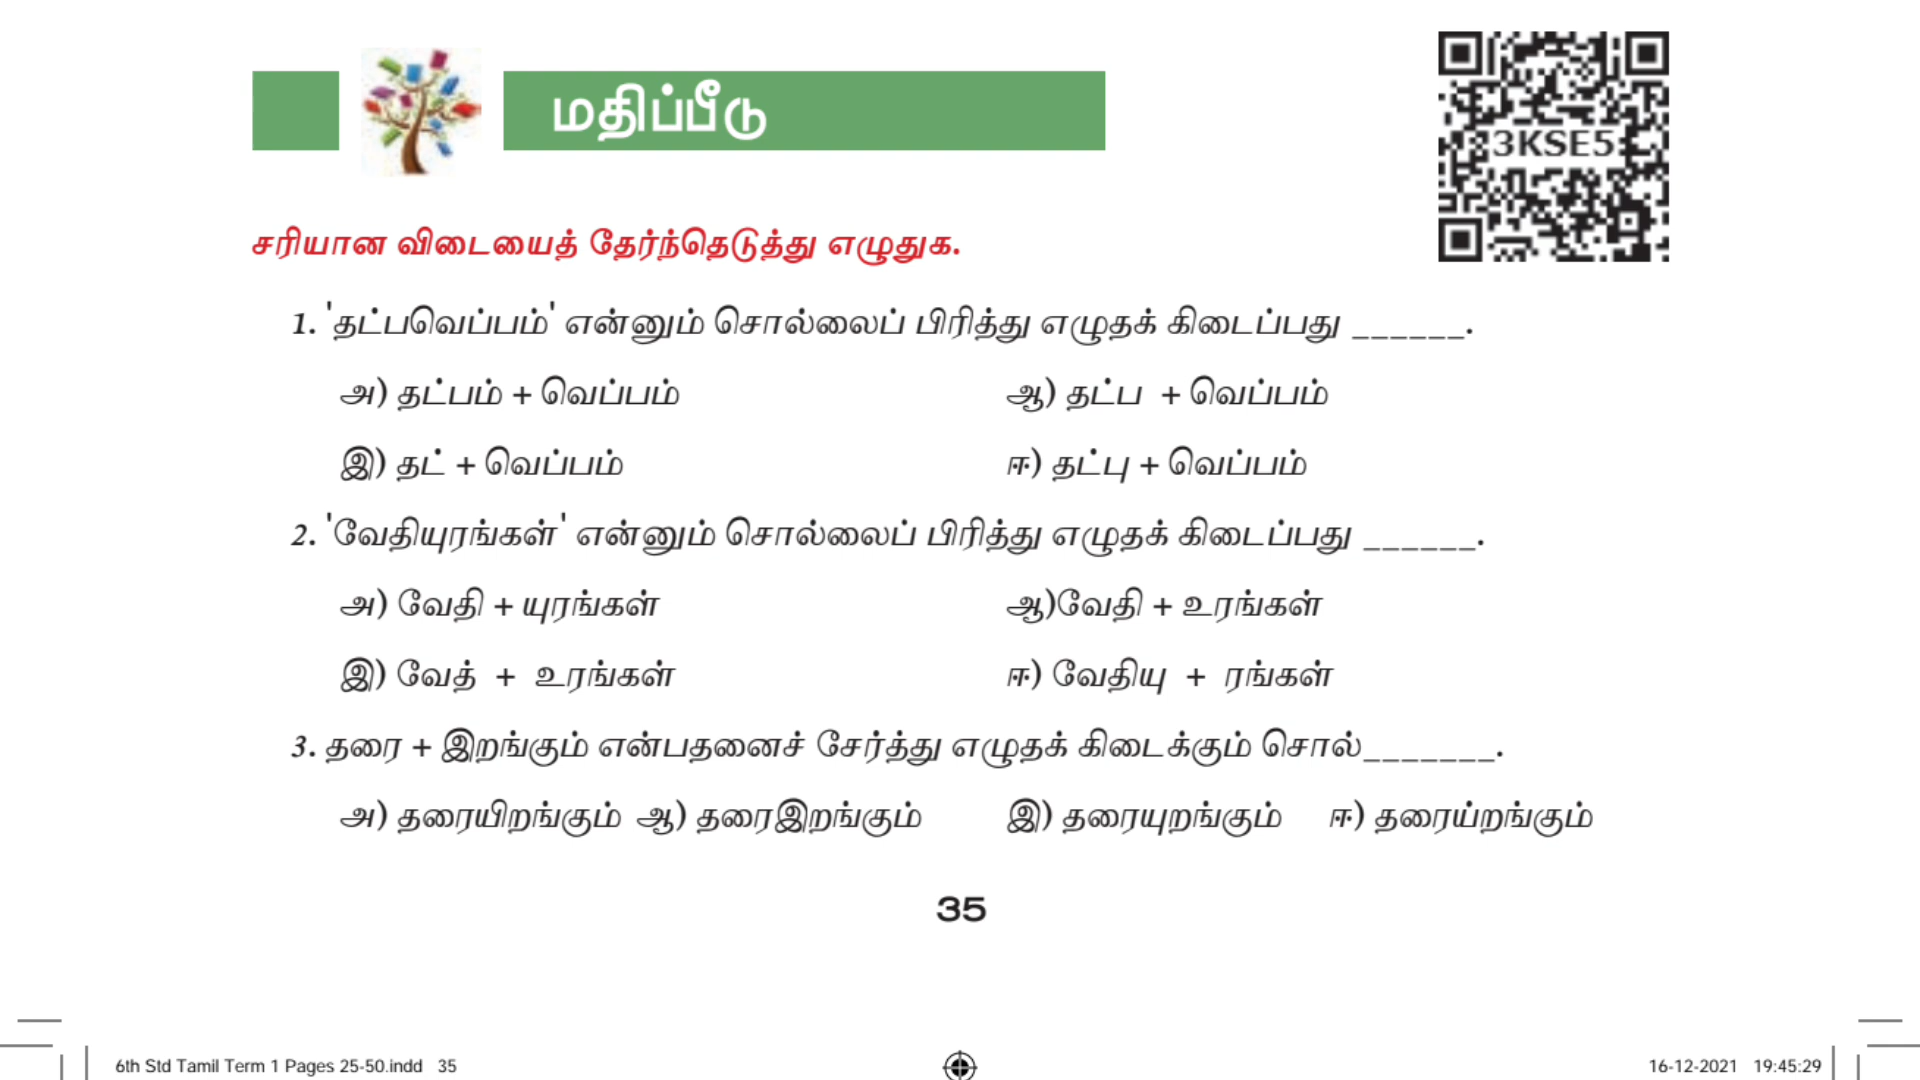 மதிப்பீடு
3KSE5
சரியான விடையைத் தேர்ந்தெடுத்து எழுதுக.
1. 'தட்பவெப்பம்' என்னும் சொல்லைப் பிரித்து எழுதக் கிடைப்பது ______.
அ) தட்பம் + வெப்பம் ஆ) தட்ப + வெப்பம்
இ) தட் + வெப்பம் ஈ) தட்பு + வெப்பம்
2. 'வேதியுரங்கள்' என்னும் சொல்லைப் பிரித்து எழுதக் கிடைப்பது ______.
அ) வேதி + யுரங்கள் ஆ)வேதி + உரங்கள்
இ) வேத் + உரங்கள் ஈ) வேதியு + ரங்கள்
3. தரை + இறங்கும் என்பதனைச் சேர்த்து எழுதக் கிடைக்கும் சொல்_______.
அ) தரையிறங்கும் ஆ) தரைஇறங்கும் இ) தரையுறங்கும் ஈ) தரைய்றங்கும்
35
6th Std Tamil Term 1 Pages 25-50.indd 35 16-12-2021 19:45:29